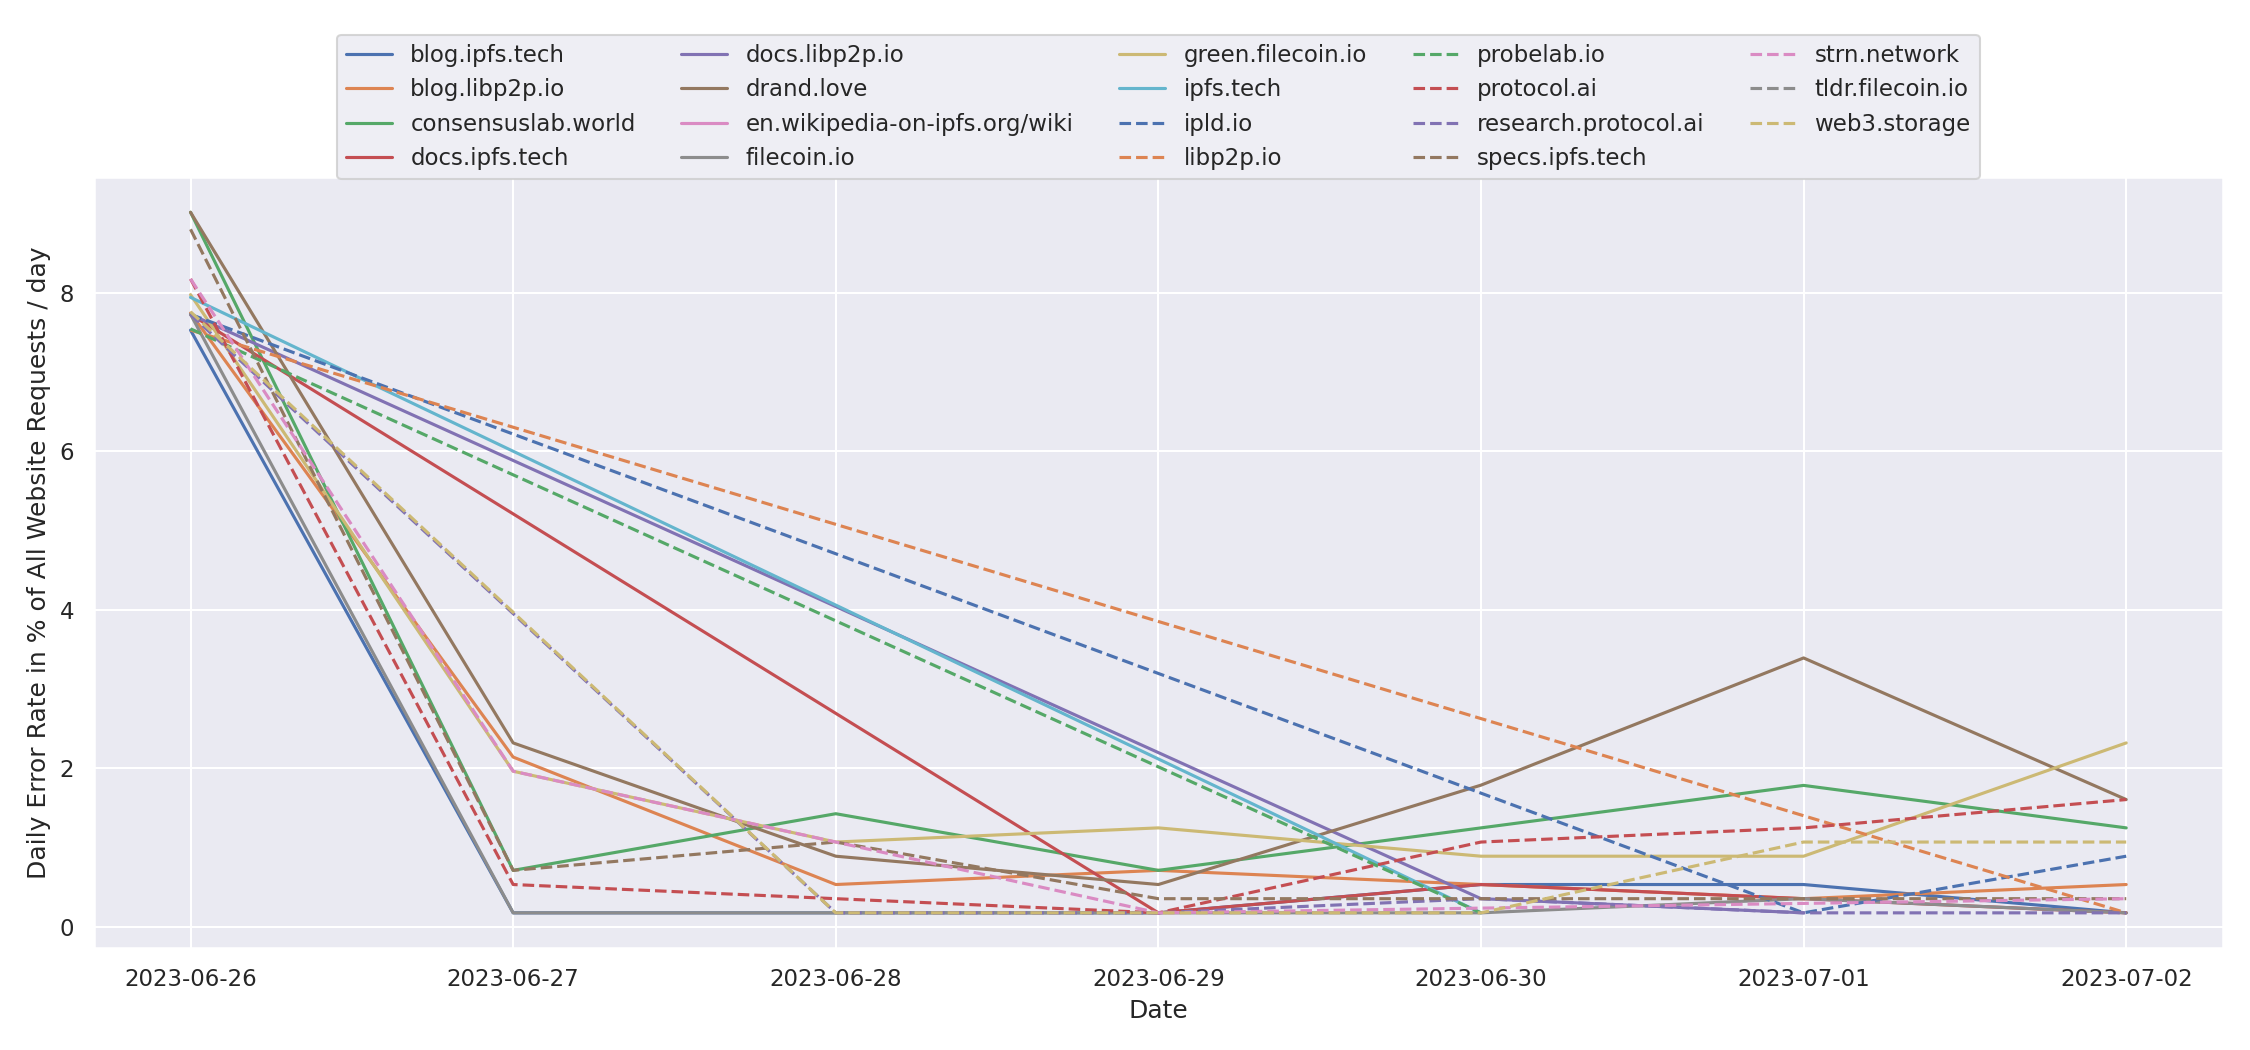 blog.ipfs.tech
blog.libp2p.io
consensuslab.world
docs.ipfs.tech
docs.libp2p.io
drand.love
en.wikipedia-on-ipfs.org/wiki
filecoin.io
green.filecoin.io
ipfs.tech
ipld.io
libp2p.io
probelab.io
protocol.ai
research.protocol.ai
specs.ipfs.tech
strn.network
tldr.filecoin.io
web3.storage
Daily Error Rate in % of All Website Requests / day
8
6
4
2
0
2023-06-26
2023-06-27
2023-06-28
2023-06-29
2023-06-30
2023-07-01
2023-07-02
Date